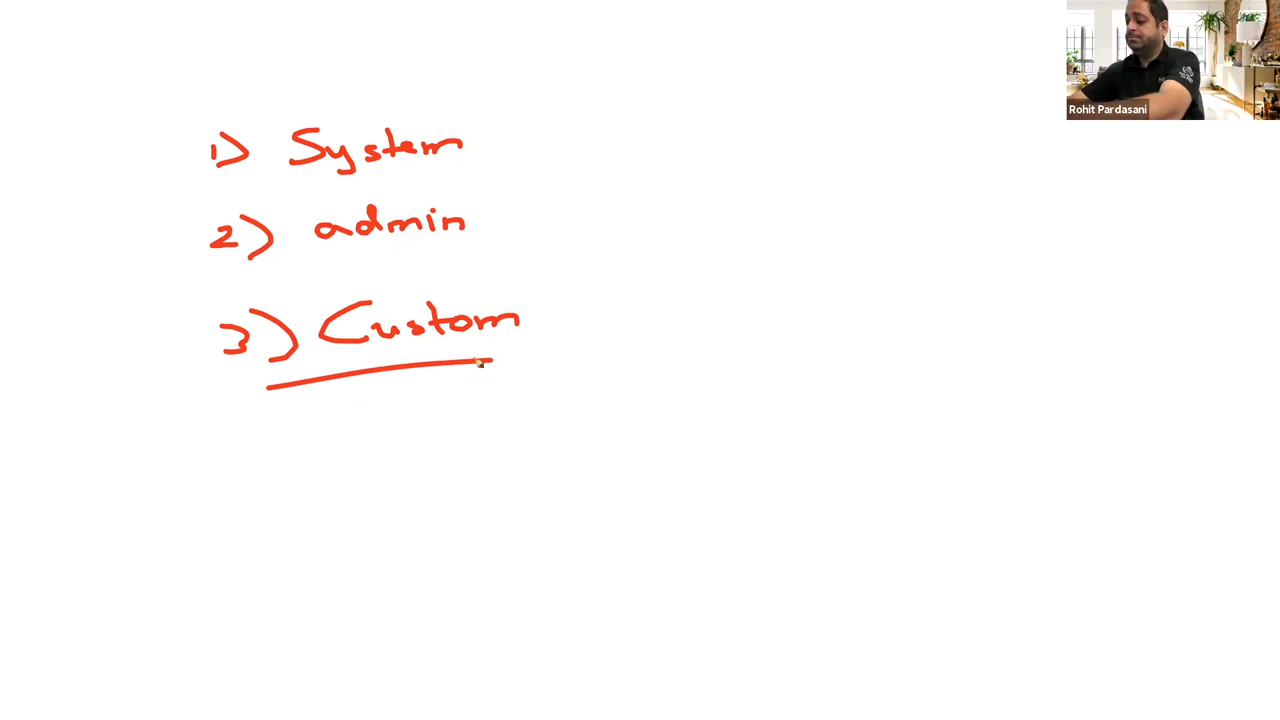 Rohit Pardasani
1) System
2) admin
3) Custom